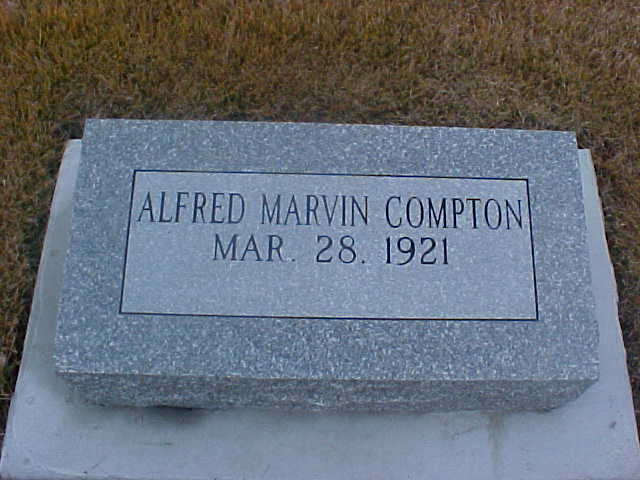 ALFRED MARVIN COMPTON
MAR. 28. 1921